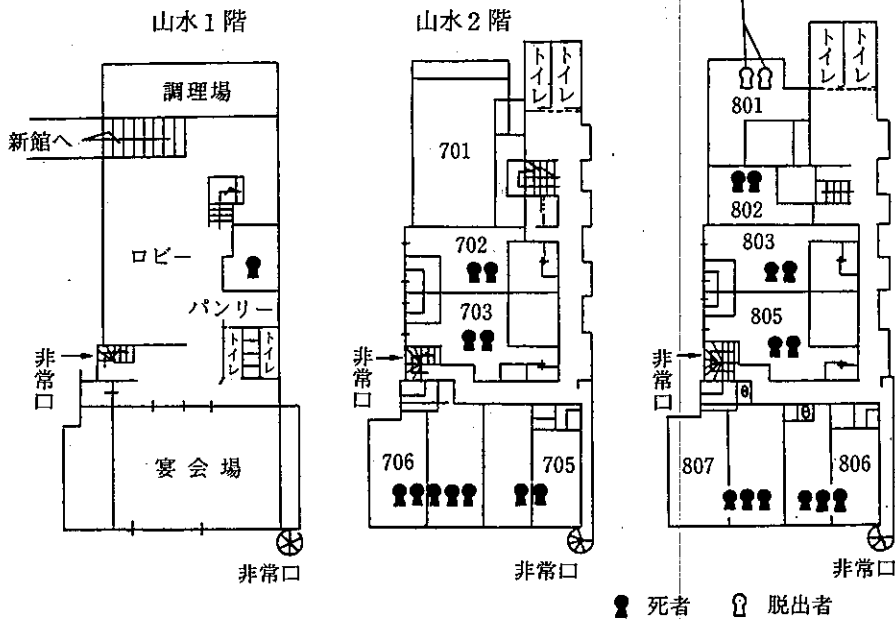 山水1階
調理場
新館へ
ロビー
パンリー
トイレ
トイレ
非常口
宴会場
非常口
山水2階
トイレ
トイレ
701
702
703
非常口
706
705
非常口
トイレ
トイレ
801
802
803
805
非常口
807
806
非常口
死者
脱出者